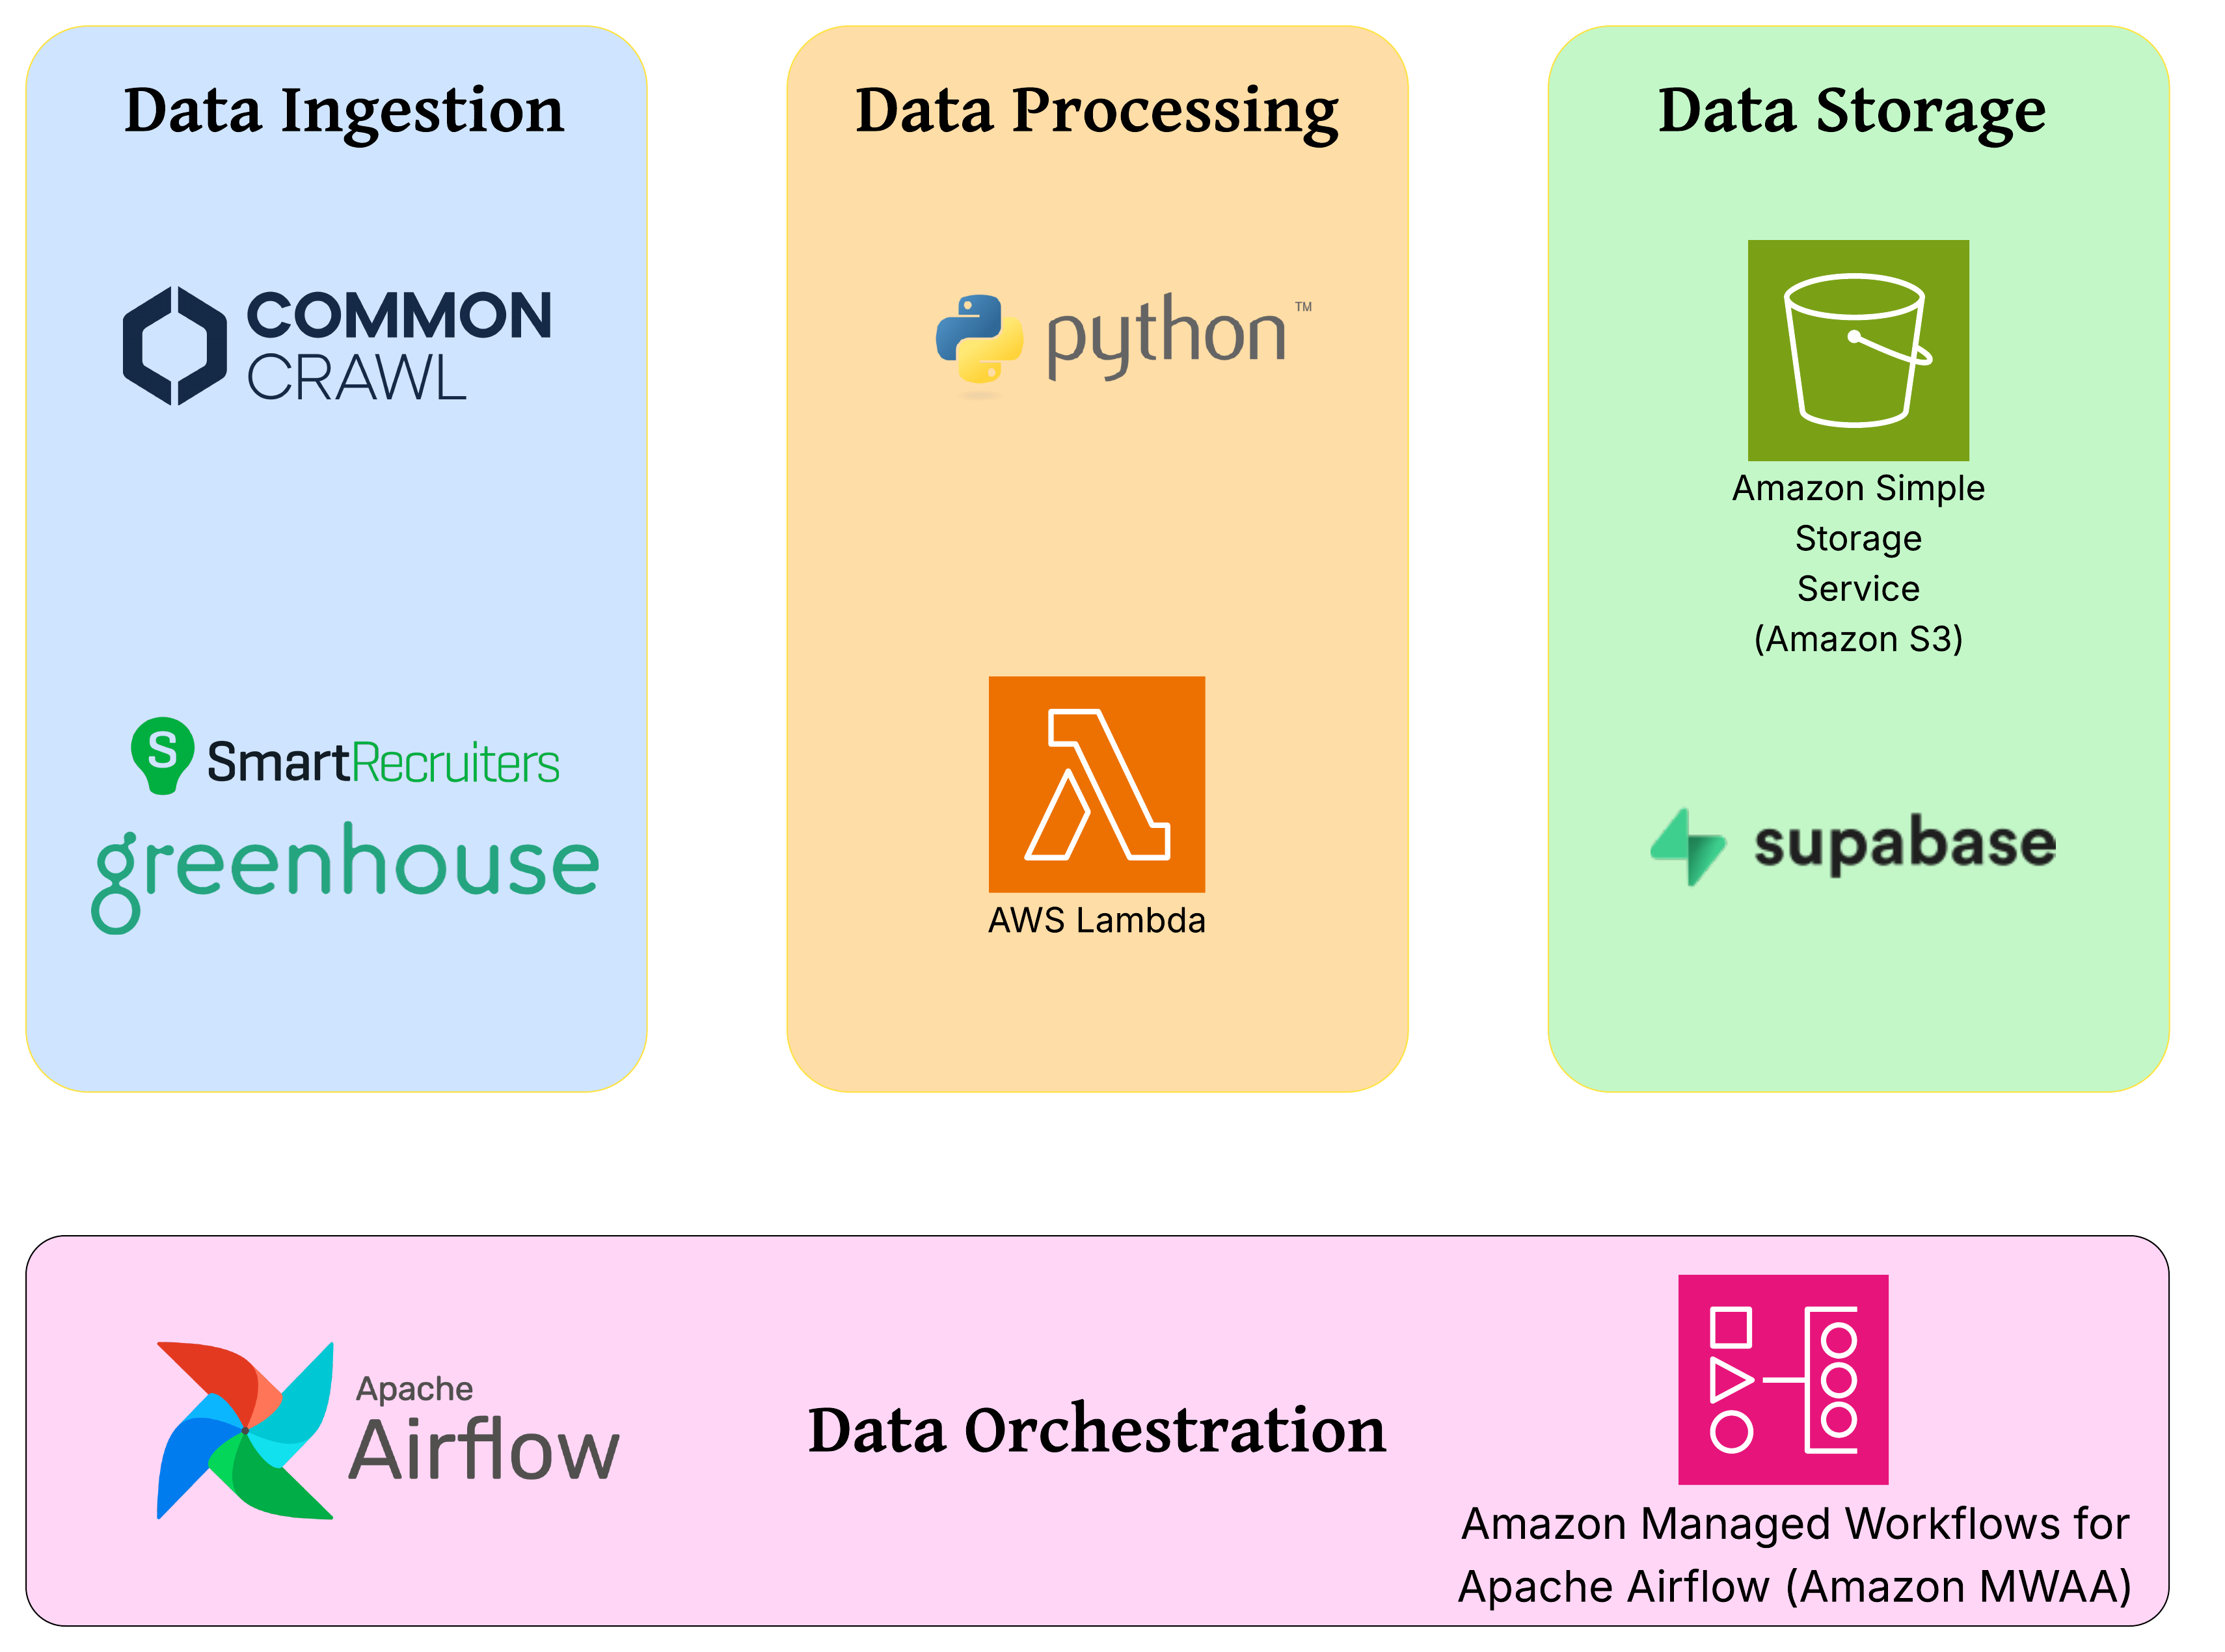 Data Ingestion
COMMON
CRAWL
SmartRecruiters
greenhouse
Data Processing
python™
AWS Lambda
Data Storage
Amazon Simple
Storage
Service
(Amazon S3)
supabase
Apache
Airflow
Data Orchestration
Amazon Managed Workflows for
Apache Airflow (Amazon MWAA)